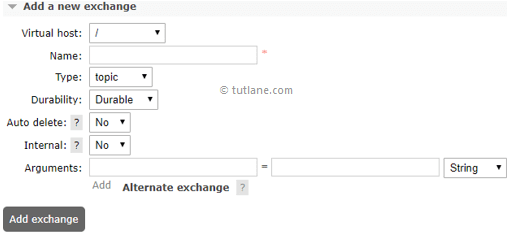 Add a new exchange
Virtual host: /
Name: *
Type: topic
© tutlane.com
Durability: Durable
Auto delete: ? No
Internal: ? No
Arguments: = String
Add Alternate exchange ?
Add exchange